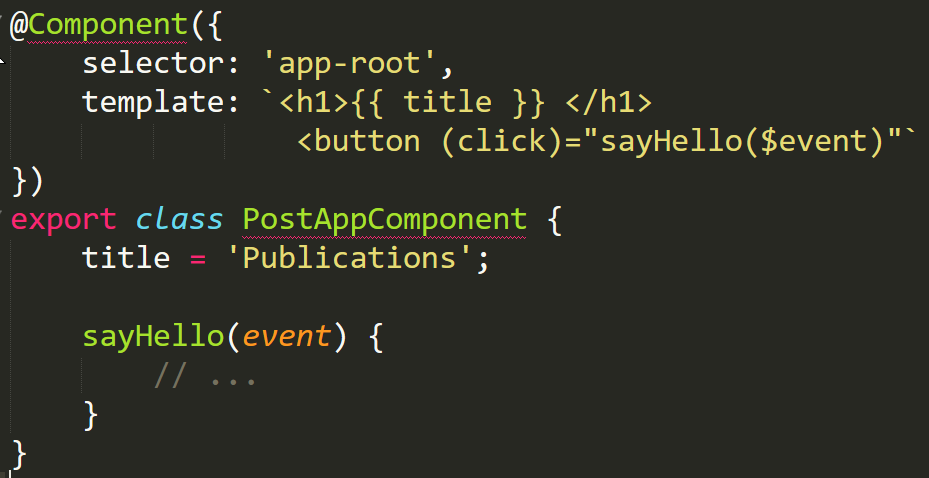 @Component({
    selector: 'app-root',
    template: `<h1>{{ title }} </h1>
                <button (click)="sayHello($event)"`
})
export class PostAppComponent {
    title = 'Publications';

    sayHello(event) {
        // ...
    }
}